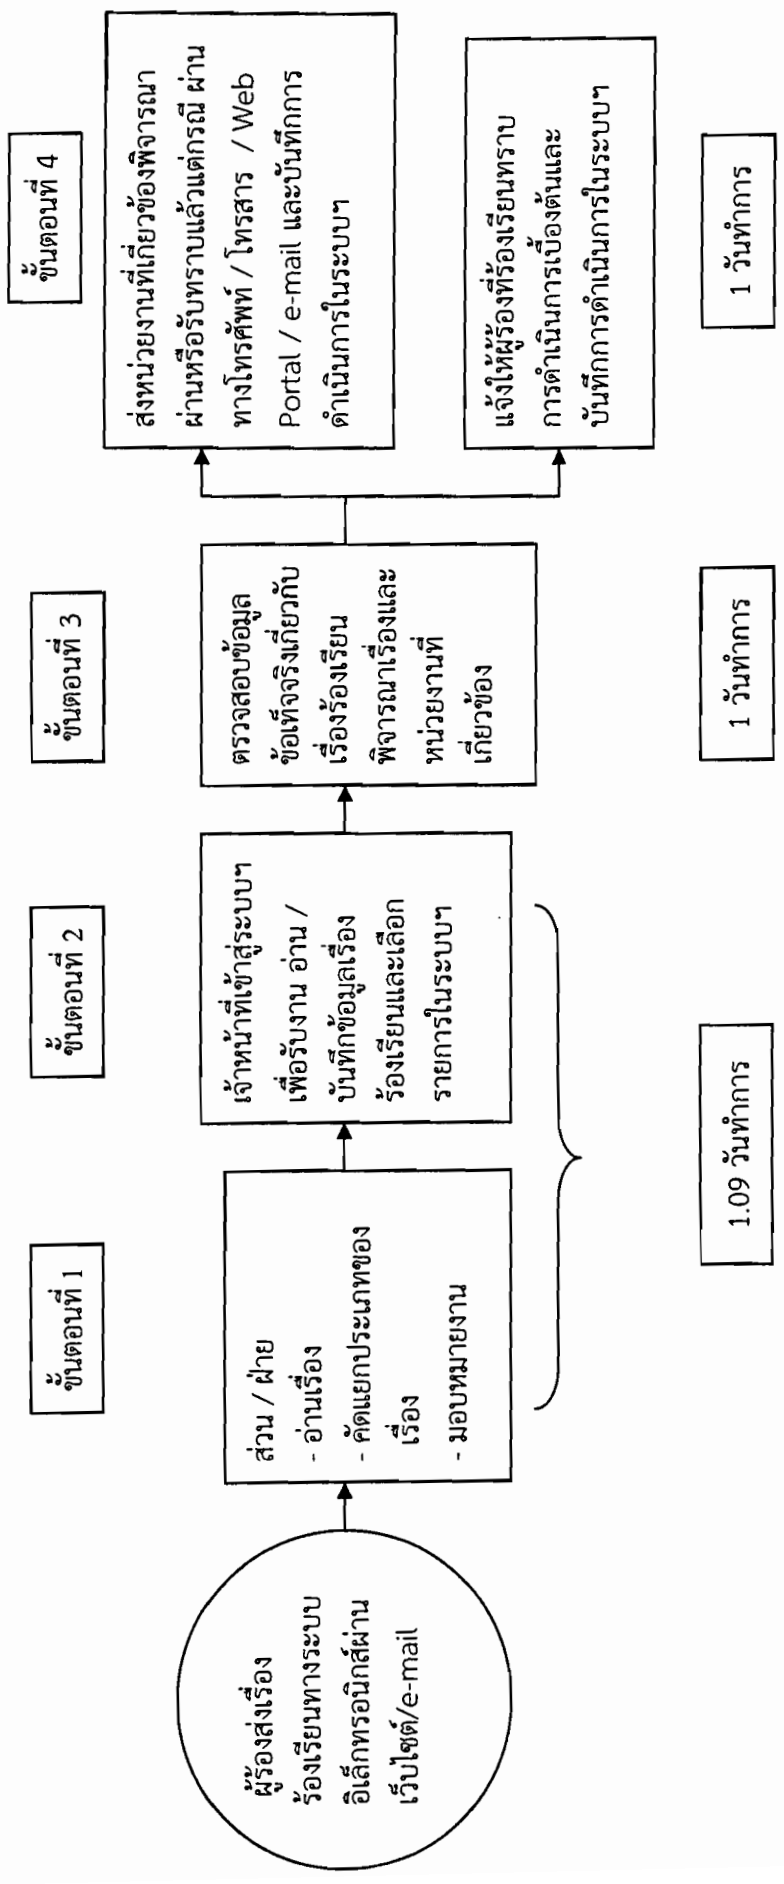 ขั้นตอนที่ 1
ขั้นตอนที่ 2
ขั้นตอนที่ 3
ขั้นตอนที่ 4
ผู้ร้องส่งเรื่อง
ร้องเรียนทางระบบ
อิเล็กทรอนิกส์ผ่าน
เว็บไซต์/e-mail
ส่วน / ฝ่าย
- อ่านเรื่อง
- คัดแยกประเภทของ
เรื่อง
- มอบหมายงาน
เจ้าหน้าที่เข้าสู่ระบบฯ
เพื่อรับงาน อ่าน /
บันทึกข้อมูลเรื่อง
ร้องเรียนและเลือก
รายการในระบบฯ
ตรวจสอบข้อมูล
ข้อเท็จจริงเกี่ยวกับ
เรื่องร้องเรียน
พิจารณาเรื่องและ
หน่วยงานที่
เกี่ยวข้อง
ส่งหน่วยงานที่เกี่ยวข้องพิจารณา
ผ่านหรือรับทราบแล้วแต่กรณี ผ่าน
ทางโทรศัพท์ / โทรสาร / Web
Portal / e-mail และบันทึกการ
ดำเนินการในระบบฯ
แจ้งให้ผู้ร้องที่ร้องเรียนทราบ
การดำเนินการเบื้องต้นและ
บันทึกการดำเนินการในระบบฯ
1.09 วันทำการ
1 วันทำการ
1 วันทำการ